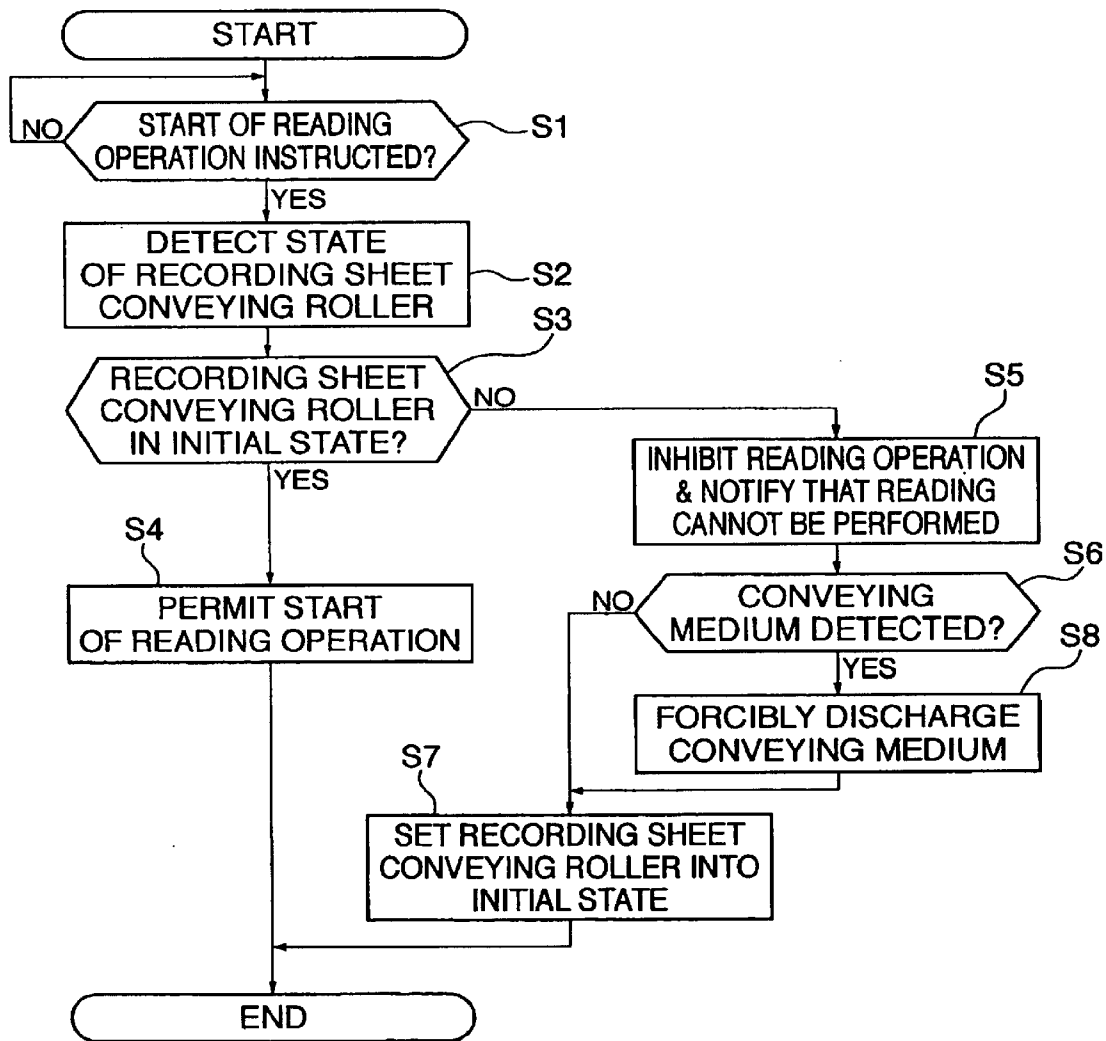 START
NO
START OF READING
OPERATION INSTRUCTED?
S1
YES
DETECT STATE
OF RECORDING SHEET
CONVEYING ROLLER
S2
S3
RECORDING SHEET
CONVEYING ROLLER
IN INITIAL STATE?
NO
YES
S5
INHIBIT READING OPERATION
& NOTIFY THAT READING
CANNOT BE PERFORMED
S4
PERMIT START
OF READING OPERATION
S6
NO
CONVEYING
MEDIUM DETECTED?
YES
S8
FORCIBLY DISCHARGE
CONVEYING MEDIUM
S7
SET RECORDING SHEET
CONVEYING ROLLER INTO
INITIAL STATE
END